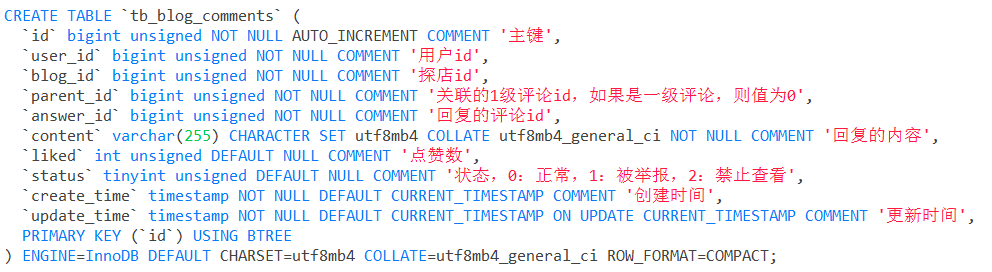 CREATE TABLE `tb_blog_comments` (
  `id` bigint unsigned NOT NULL AUTO_INCREMENT COMMENT '主键',
  `user_id` bigint unsigned NOT NULL COMMENT '用户id',
  `blog_id` bigint unsigned NOT NULL COMMENT '探店id',
  `parent_id` bigint unsigned NOT NULL COMMENT '关联的1级评论id，如果是一级评论，则值为0',
  `answer_id` bigint unsigned NOT NULL COMMENT '回复的评论id',
  `content` varchar(255) CHARACTER SET utf8mb4 COLLATE utf8mb4_general_ci NOT NULL COMMENT '回复的内容',
  `liked` int unsigned DEFAULT NULL COMMENT '点赞数',
  `status` tinyint unsigned DEFAULT NULL COMMENT '状态，0：正常，1：被举报，2：禁止查看',
  `create_time` timestamp NOT NULL DEFAULT CURRENT_TIMESTAMP COMMENT '创建时间',
  `update_time` timestamp NOT NULL DEFAULT CURRENT_TIMESTAMP ON UPDATE CURRENT_TIMESTAMP COMMENT '更新时间',
  PRIMARY KEY (`id`) USING BTREE
) ENGINE=InnoDB DEFAULT CHARSET=utf8mb4 COLLATE=utf8mb4_general_ci ROW_FORMAT=COMPACT;